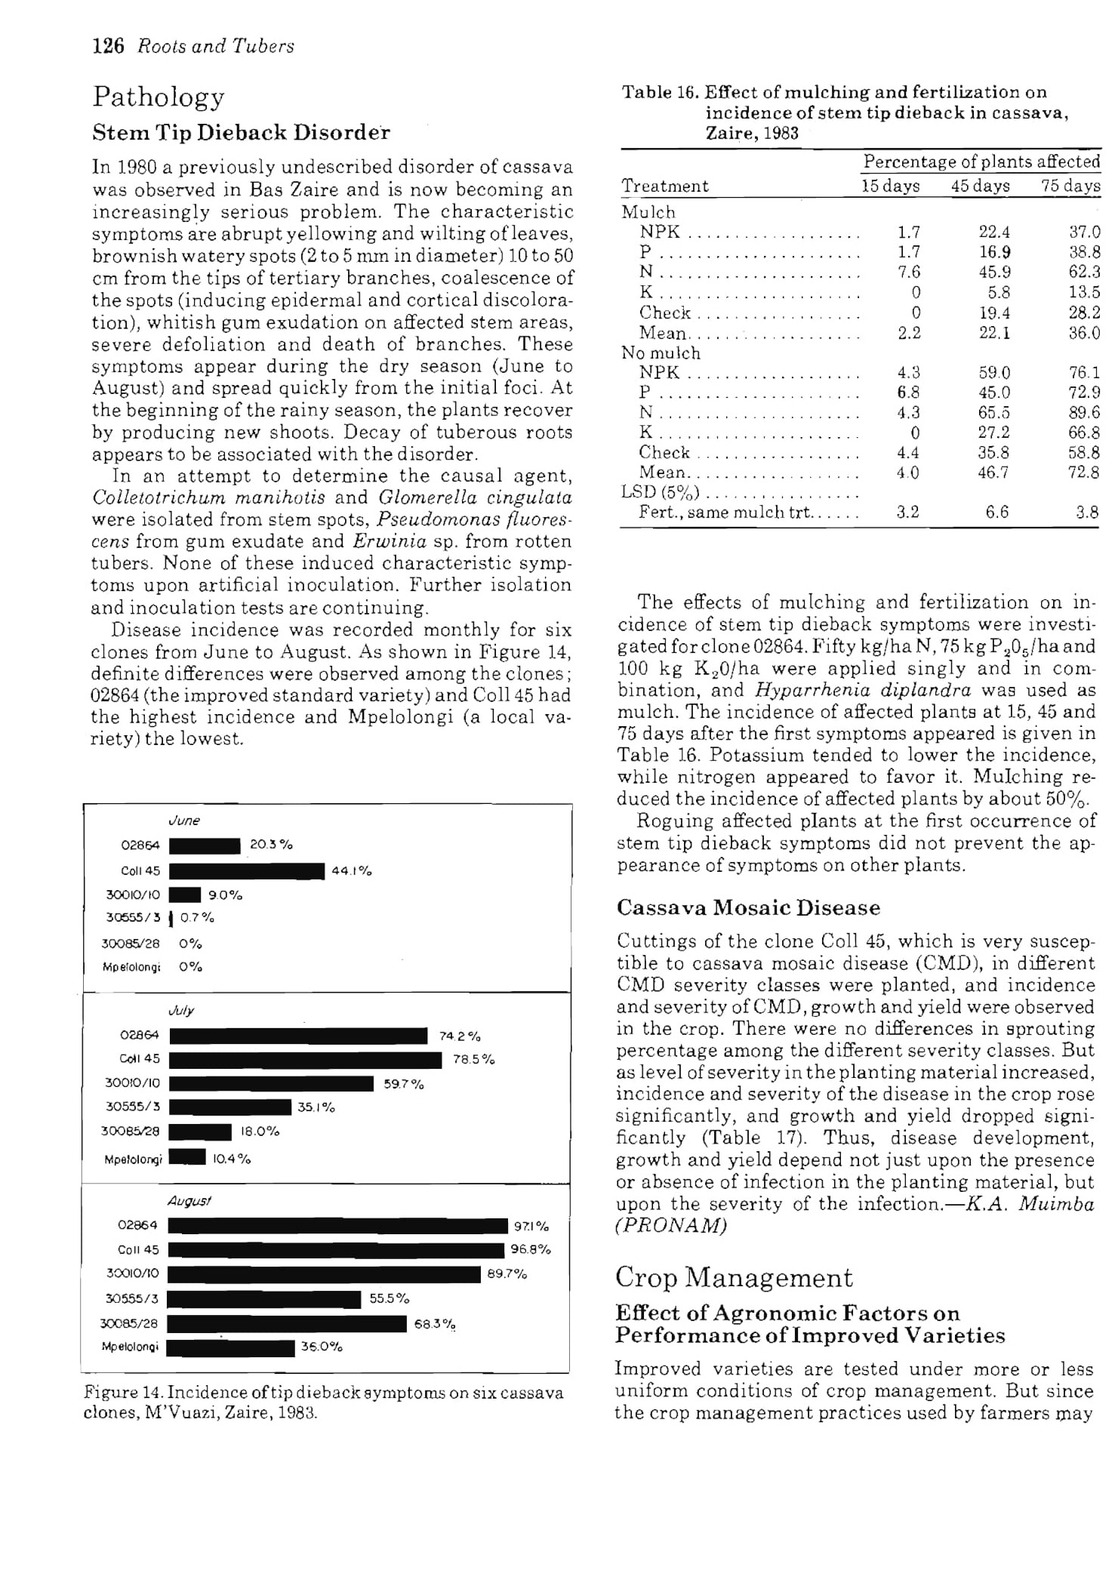 126 Roots and Tubers
Pathology
Stem Tip Dieback Disorder
In 1980 a previously undescribed disorder of cassava
was observed in Bas Zaire and is now becoming an
increasingly serious problem. The characteristic
symptoms are abrupt yellowing and wilting of leaves,
brownish watery spots (2 to 5 mm in diameter) 10 to 50
cm from the tips of tertiary branches, coalescence of
the spots (inducing epidermal and cortical discolora-
tion), whitish gum exudation on affected stem areas,
severe defoliation and death of branches. These
symptoms appear during the dry season (June to
August) and spread quickly from the initial foci. At
the beginning of the rainy season, the plants recover
by producing new shoots. Decay of tuberous roots
appears to be associated with the disorder.
In an attempt to determine the causal agent,
Colletotrichum manihotis and Glomerella cingulata
were isolated from stem spots, Pseudomonas fluores-
cens from gum exudate and Erwinia sp. from rotten
tubers. None of these induced characteristic symp-
toms upon artificial inoculation. Further isolation
and inoculation tests are continuing.
Disease incidence was recorded monthly for six
clones from June to August. As shown in Figure 14,
definite differences were observed among the clones;
02864 (the improved standard variety) and Coll 45 had
the highest incidence and Mpelolongi (a local va-
riety) the lowest.
June
02864 20.3%
Coll 45 44.1%
30010/10 9.0%
30555/3 0.7%
30085/28 0%
Mpelolongi 0%
July
02864 74.2%
Coll 45 78.5%
30010/10 59.7%
30555/3 35.1%
30085/28 18.0%
Mpelolongi 10.4%
August
02864 97.1%
Coll 45 96.8%
30010/10 89.7%
30555/3 55.5%
30085/28 68.3%
Mpelolongi 36.0%
Figure 14. Incidence of tip dieback symptoms on six cassava
clones, M'Vuazi, Zaire, 1983.
Table 16. Effect of mulching and fertilization on
incidence of stem tip dieback in cassava,
Zaire, 1983
Percentage of plants affected
Treatment 15 days 45 days 75 days
Mulch
NPK .................. 1.7 22.4 37.0
P ..................... 1.7 16.9 38.8
N ..................... 7.6 45.9 62.3
K ..................... 0 5.8 13.5
Check ................. 0 19.4 28.2
Mean .................. 2.2 22.1 36.0
No mulch
NPK .................. 4.3 59.0 76.1
P ..................... 6.8 45.0 72.9
N ..................... 4.3 65.5 89.6
K ..................... 0 27.2 66.8
Check ................. 4.4 35.8 58.8
Mean .................. 4.0 46.7 72.8
LSD (5%) ................
Fert., same mulch trt...... 3.2 6.6 3.8
The effects of mulching and fertilization on in-
cidence of stem tip dieback symptoms were investi-
gated for clone 02864. Fifty kg/ha N, 75 kg P₂0₅/ha and
100 kg K₂0/ha were applied singly and in com-
bination, and Hyparrhenia diplandra was used as
mulch. The incidence of affected plants at 15, 45 and
75 days after the first symptoms appeared is given in
Table 16. Potassium tended to lower the incidence,
while nitrogen appeared to favor it. Mulching re-
duced the incidence of affected plants by about 50%.
Roguing affected plants at the first occurrence of
stem tip dieback symptoms did not prevent the ap-
pearance of symptoms on other plants.
Cassava Mosaic Disease
Cuttings of the clone Coll 45, which is very suscep-
tible to cassava mosaic disease (CMD), in different
CMD severity classes were planted, and incidence
and severity of CMD, growth and yield were observed
in the crop. There were no differences in sprouting
percentage among the different severity classes. But
as level of severity in the planting material increased,
incidence and severity of the disease in the crop rose
significantly, and growth and yield dropped signi-
ficantly (Table 17). Thus, disease development,
growth and yield depend not just upon the presence
or absence of infection in the planting material, but
upon the severity of the infection.—K.A. Muimba
(PRONAM)
Crop Management
Effect of Agronomic Factors on
Performance of Improved Varieties
Improved varieties are tested under more or less
uniform conditions of crop management. But since
the crop management practices used by farmers may